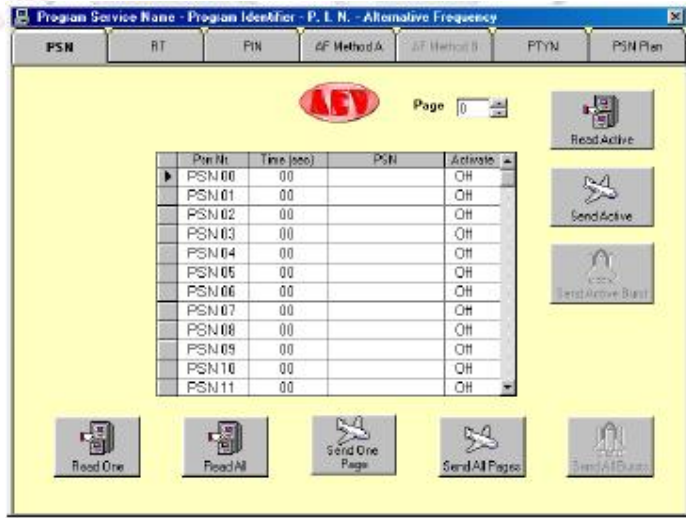 Program Service Name - Program Identifier - P. I. N. - Alternative Frequency
PSN RT PIN AF Method A AF Method B PTYN PSN Plan
AEV
Page 0
Read Active
Psn Nr. Time (sec) PSN Activate
PSN 00 00 Off
PSN 01 00 Off
PSN 02 00 Off
PSN 03 00 Off
PSN 04 00 Off
PSN 05 00 Off
PSN 06 00 Off
PSN 07 00 Off
PSN 08 00 Off
PSN 09 00 Off
PSN 10 00 Off
PSN 11 00 Off
Send Active
Send Active Burst
Read One
Read All
Send One
Page
Send All Pages
Send All Bursts